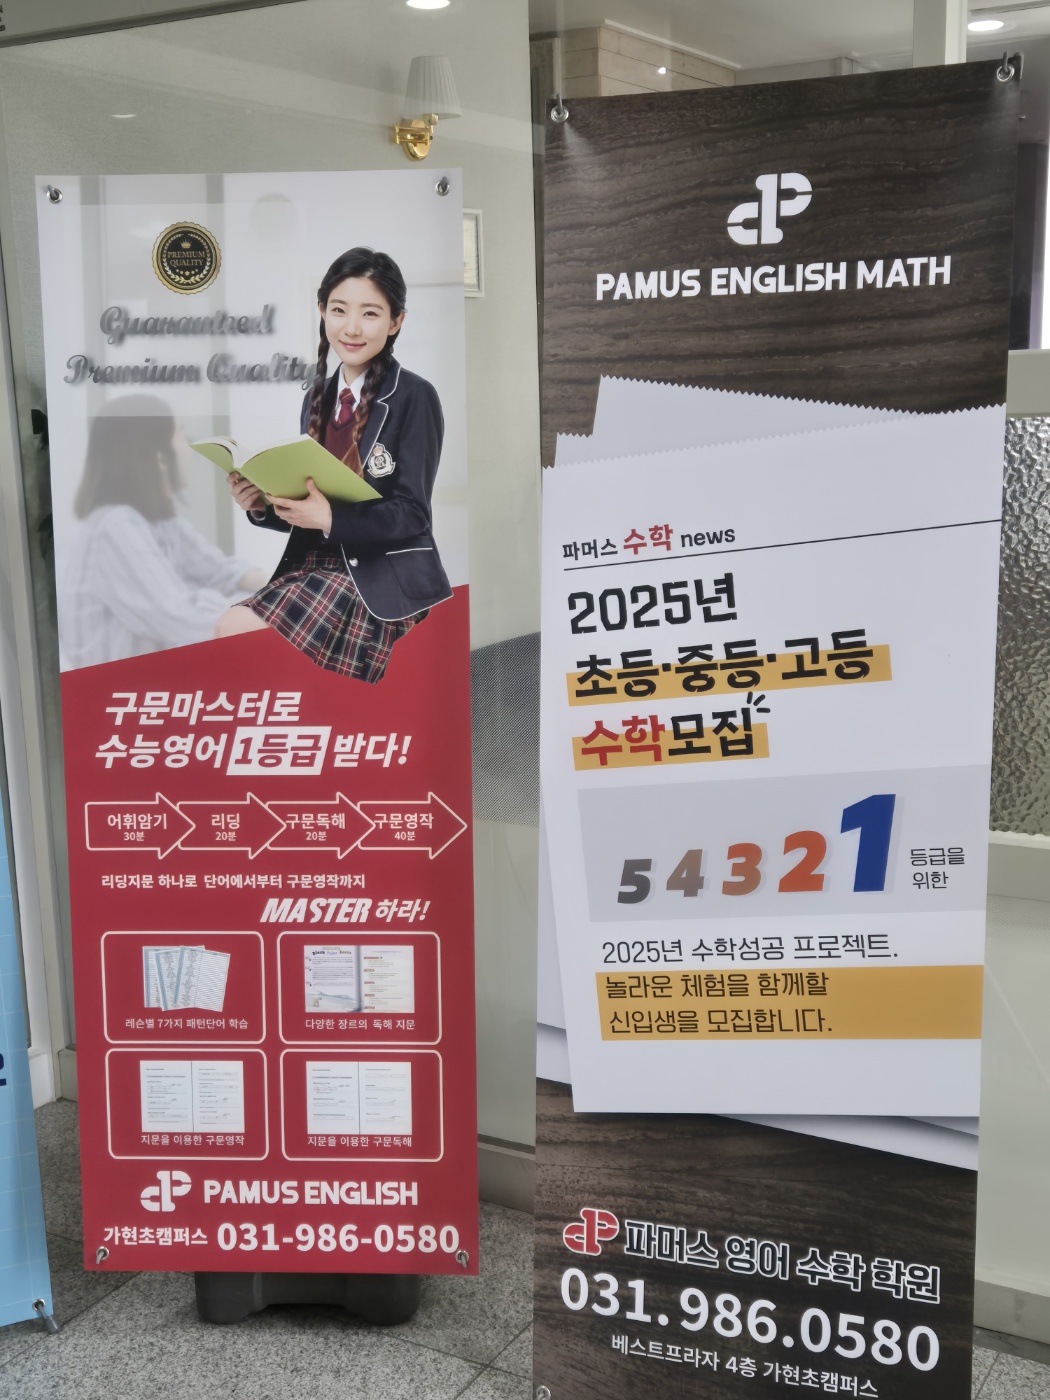 PREMIUM
QUALITY
Guaranteed
Premium Quality
구문마스터로
수능영어 1등급 받다!
어휘암기
30분
리딩
20분
구문독해
20분
구문영작
40분
리딩지문 하나로 단어에서부터 구문영작까지
MASTER 하라!
레슨별 7가지 패턴단어 학습
다양한 장르의 독해 지문
지문을 이용한 구문영작
지문을 이용한 구문독해
PAMUS ENGLISH
가현초캠퍼스 031-986-0580
PAMUS ENGLISH MATH
파머스 수학 news
2025년
초등·중등·고등
수학모집
5 4 3 2 1 등급을
위한
2025년 수학성공 프로젝트.
놀라운 체험을 함께할
신입생을 모집합니다.
파머스 영어 수학 학원
031.986.0580
베스트프라자 4층 가현초캠퍼스